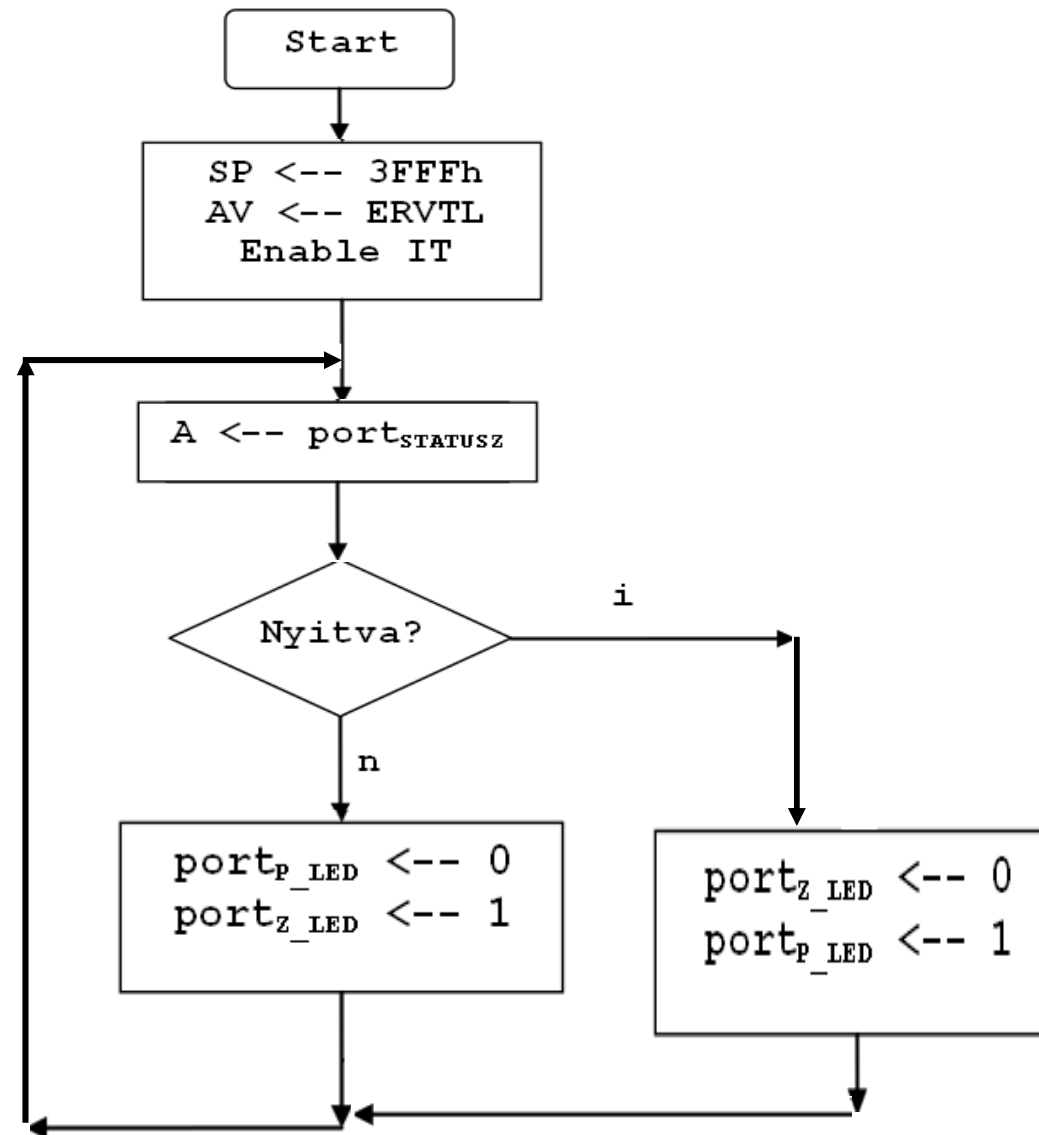 Start
SP <-- 3FFFh
AV <-- ERVTL
Enable IT
A <-- portSTATUSZ
Nyitva?
i
n
portP_LED <-- 0
portZ_LED <-- 1
portZ_LED <-- 0
portP_LED <-- 1